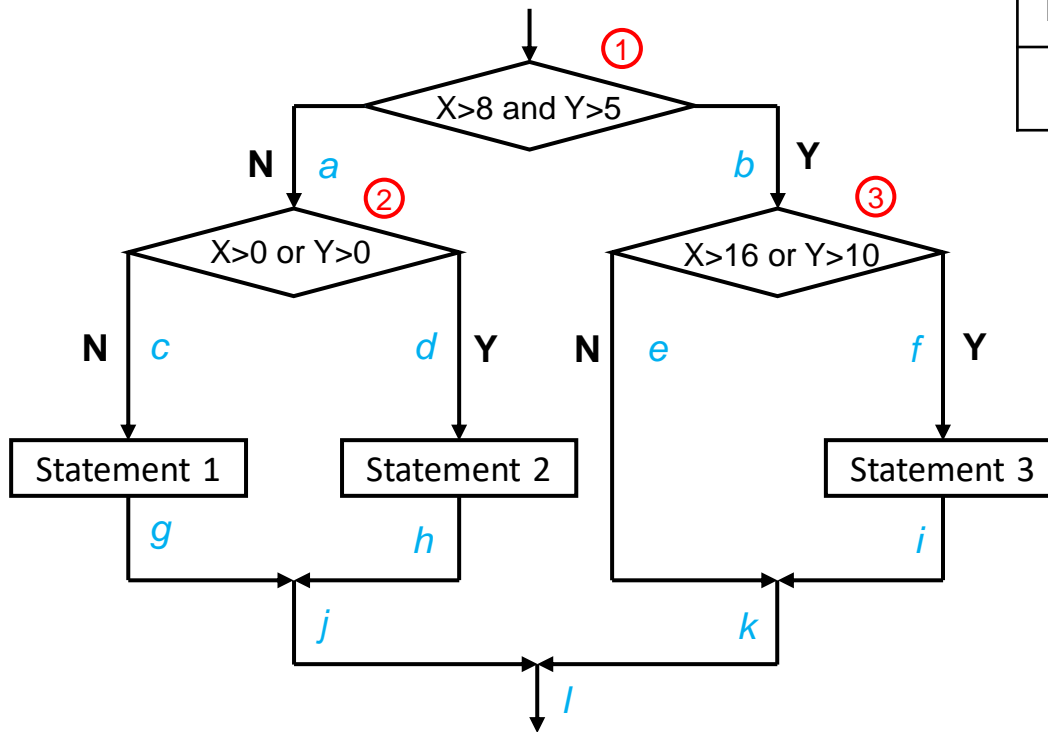 1
X>8 and Y>5
N a b Y
2 3
X>0 or Y>0 X>16 or Y>10
N c d Y N e f Y
Statement 1 Statement 2 Statement 3
g h i
j k
l